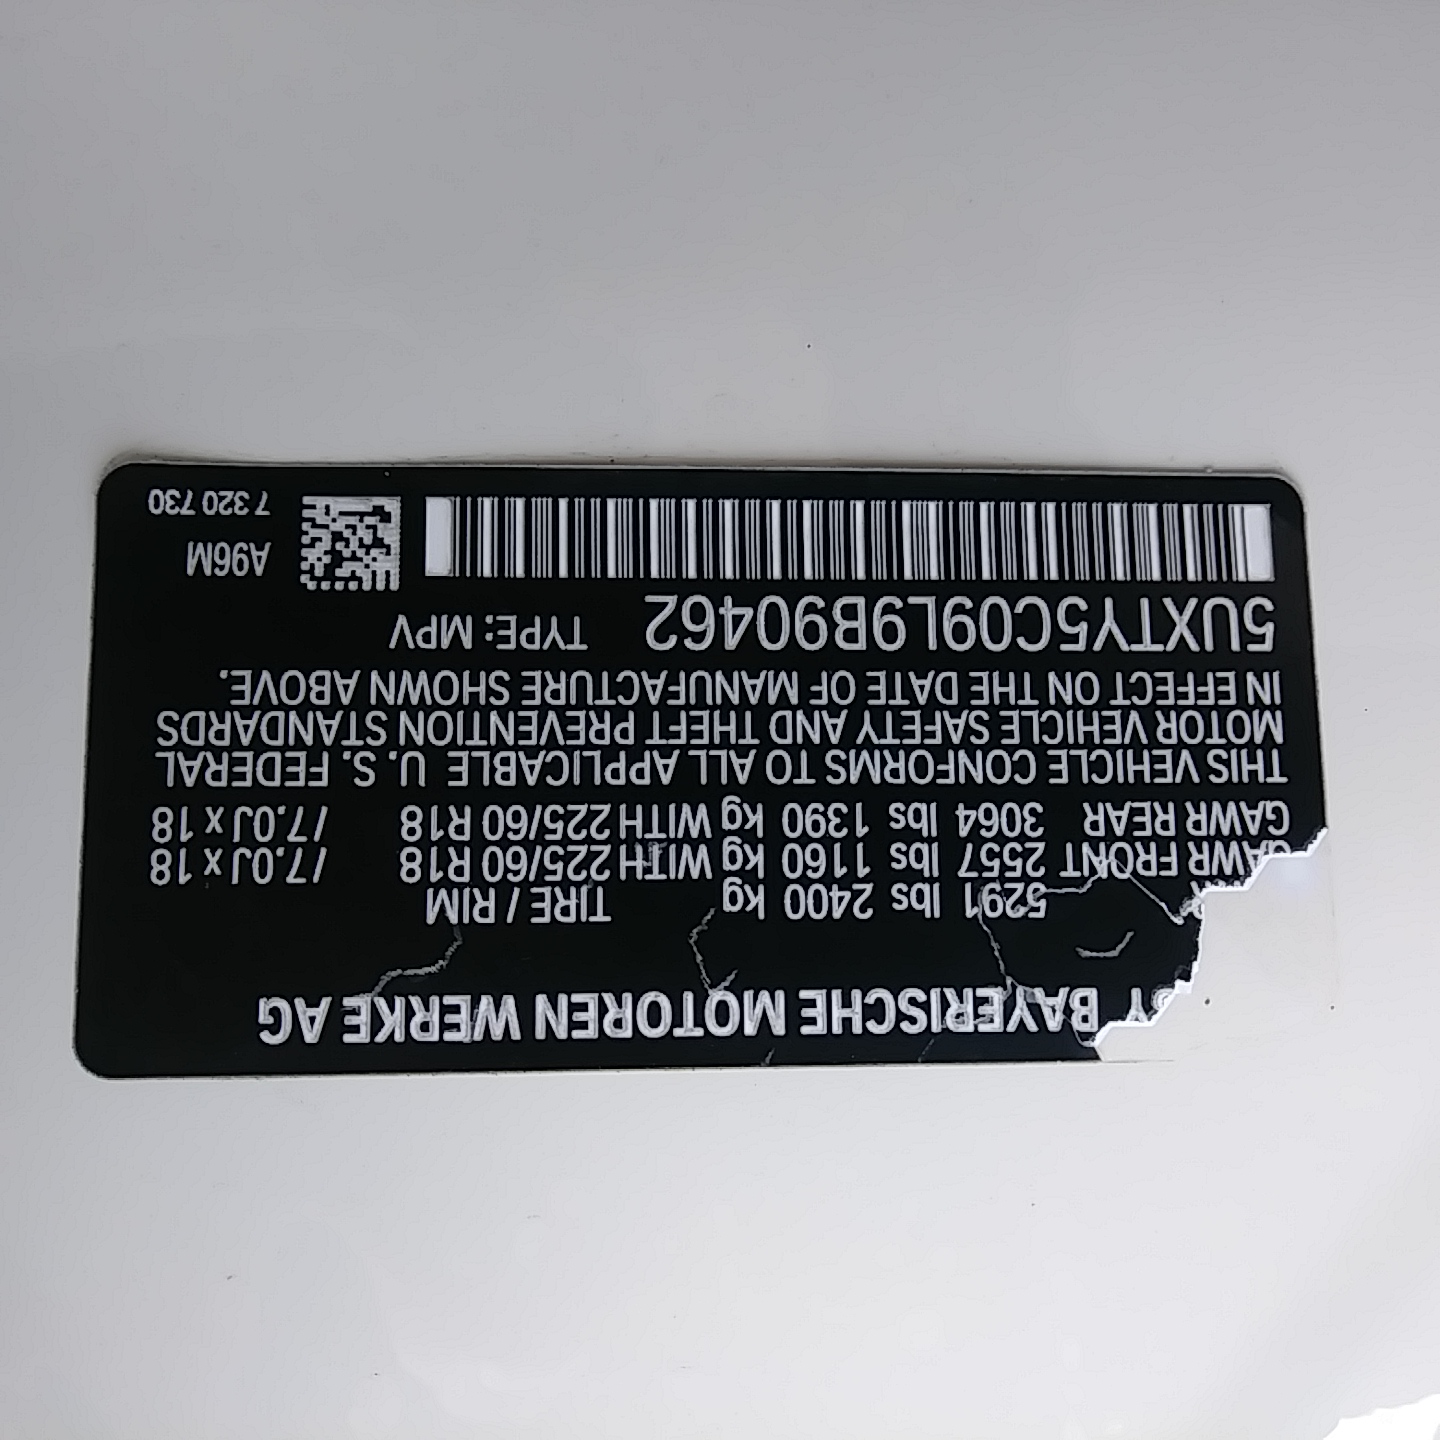 Y BAYERISCHE MOTOREN WERKE AG
R 5291 lbs 2400 kg TIRE / RIM
GAWR FRONT 2557 lbs 1160 kg WITH 225/60 R18 /7.0J x 18
GAWR REAR 3064 lbs 1390 kg WITH 225/60 R18 /7.0J x 18
THIS VEHICLE CONFORMS TO ALL APPLICABLE U. S. FEDERAL
MOTOR VEHICLE SAFETY AND THEFT PREVENTION STANDARDS
IN EFFECT ON THE DATE OF MANUFACTURE SHOWN ABOVE.
5UXTY5C09L9B90462 TYPE: MPV
A96M
7 320 730